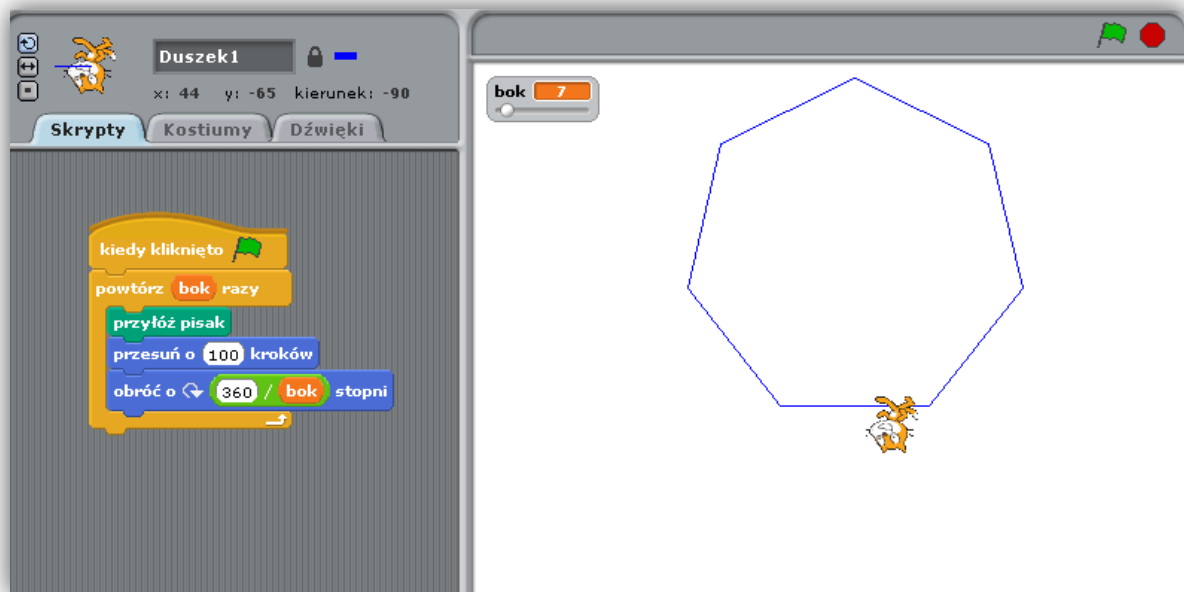 Duszek1
x: 44 y: -65 kierunek: -90
Skrypty Kostiumy Dźwięki
kiedy kliknięto
powtórz bok razy
przyłóż pisak
przesuń o 100 kroków
obróć o 360 / bok stopni
bok 7